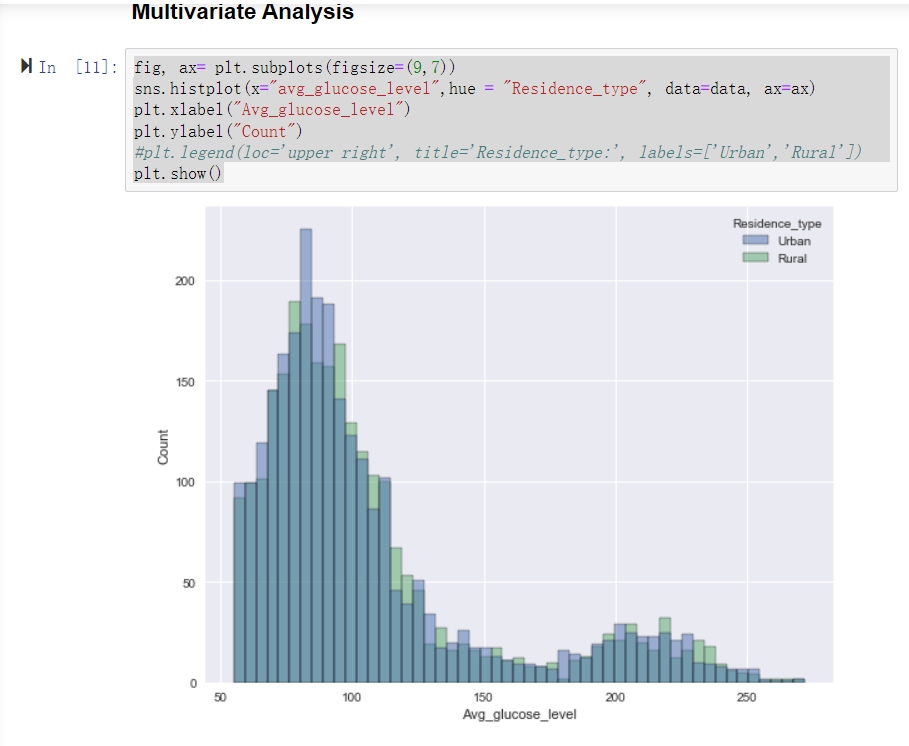 Multivariate Analysis
In [11]:
fig, ax= plt.subplots(figsize=(9,7))
sns.histplot(x="avg_glucose_level",hue = "Residence_type", data=data, ax=ax)
plt.xlabel("Avg_glucose_level")
plt.ylabel("Count")
#plt.legend(loc='upper right', title='Residence_type:', labels=['Urban','Rural'])
plt.show()
Residence_type
Urban
Rural
200
150
100
50
0
Count
50 100 150 200 250
Avg_glucose_level